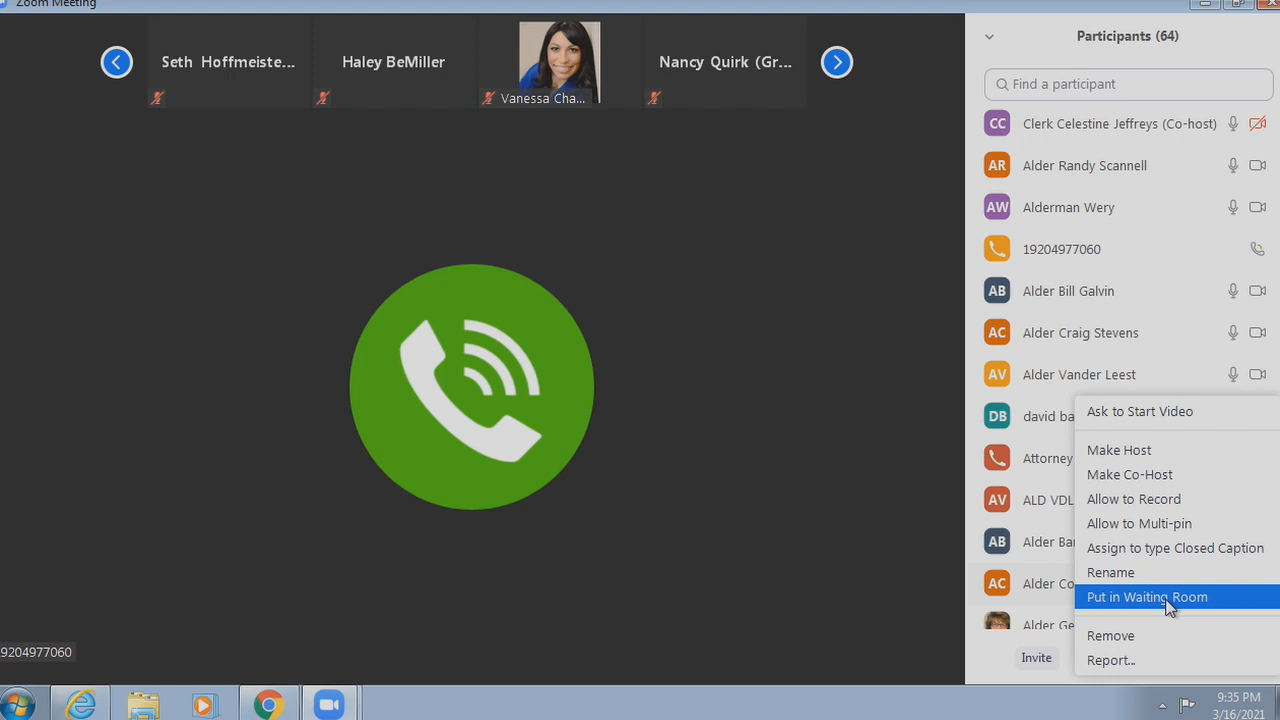 Zoom Meeting
Seth Hoffmeiste...
Haley BeMiller
Vanessa Cha...
Nancy Quirk (Gr...
9204977060
Participants (64)
Find a participant
CC Clerk Celestine Jeffreys (Co-host)
AR Alder Randy Scannell
AW Alderman Wery
19204977060
AB Alder Bill Galvin
AC Alder Craig Stevens
AV Alder Vander Leest
DB david ba
Attorney
AV ALD VDL
AB Alder Ba
AC Alder Co
Alder Ge
Invite
Ask to Start Video
Make Host
Make Co-Host
Allow to Record
Allow to Multi-pin
Assign to type Closed Caption
Rename
Put in Waiting Room
Remove
Report...
9:35 PM
3/16/2021